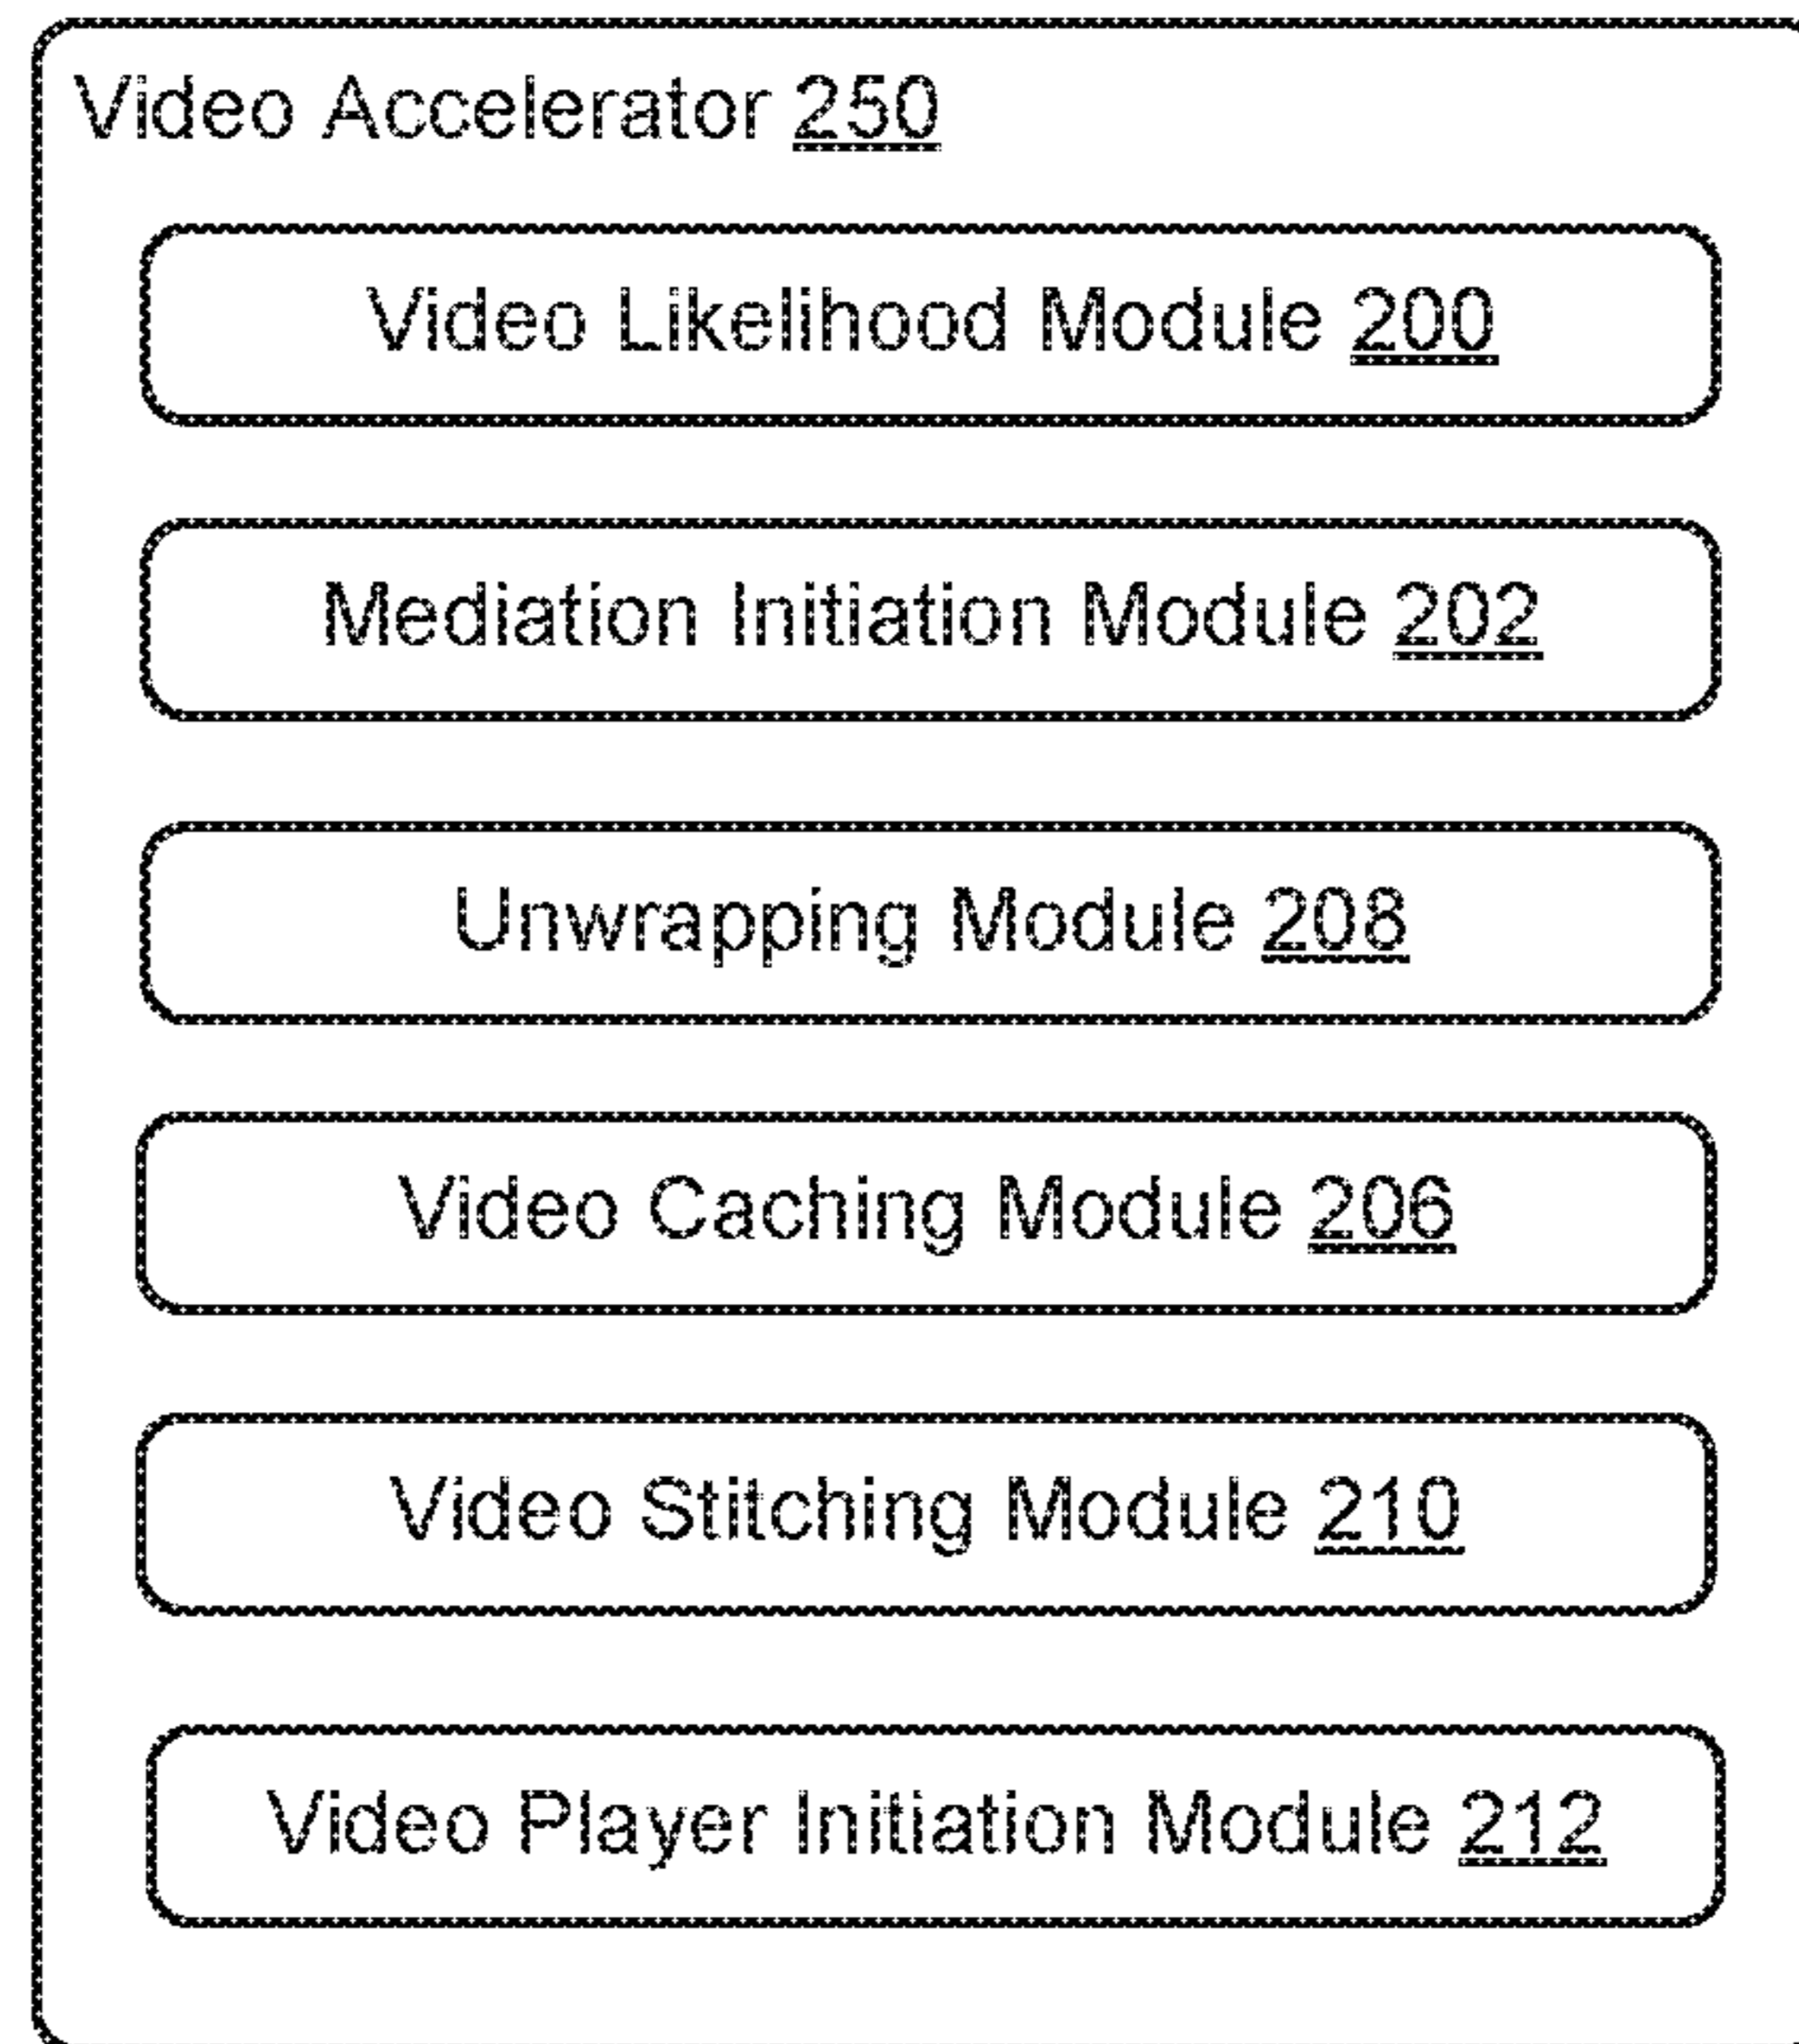 Video Accelerator 250
Video Likelihood Module 200
Mediation Initiation Module 202
Unwrapping Module 208
Video Caching Module 206
Video Stitching Module 210
Video Player Initiation Module 212